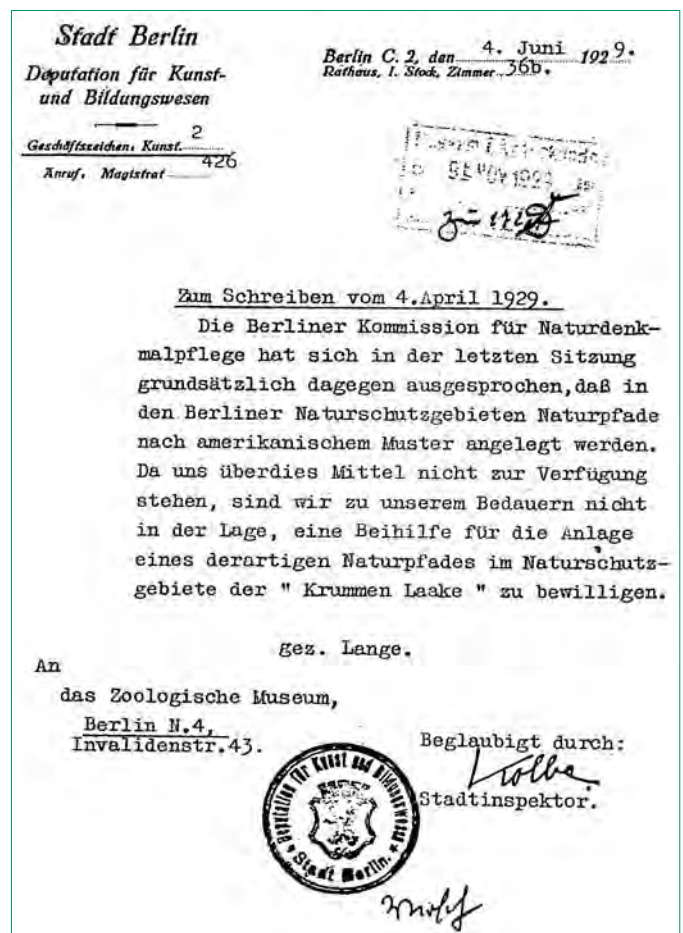 Stadt Berlin
Deputation für Kunst-
und Bildungswesen
Geschäftszeichen: Kunst. 2
Anruf: Magistrat 426
Berlin C. 2, den 4. Juni 1929.
Rathaus, I. Stock, Zimmer 36b.
Zum Schreiben vom 4.April 1929.
Die Berliner Kommission für Naturdenk-
malpflege hat sich in der letzten Sitzung
grundsätzlich dagegen ausgesprochen,daß in
den Berliner Naturschutzgebieten Naturpfade
nach amerikanischem Muster angelegt werden.
Da uns überdies Mittel nicht zur Verfügung
stehen, sind wir zu unserem Bedauern nicht
in der Lage, eine Beihilfe für die Anlage
eines derartigen Naturpfades im Naturschutz-
gebiete der " Krummen Laake " zu bewilligen.
gez. Lange.
An
das Zoologische Museum,
Berlin N.4,
Invalidenstr.43.
Beglaubigt durch:
Kolbe
Stadtinspektor.
Deputation für Kunst und Bildungswesen
* Stadt Berlin. *